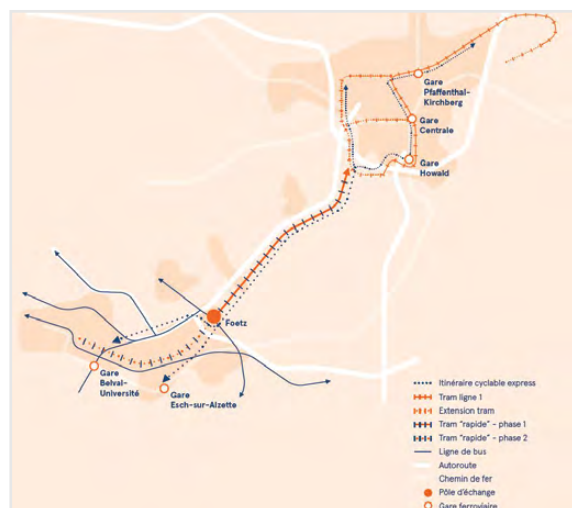 Gare
Pfaffenthal-
Kirchberg
Gare
Centrale
Gare
Howald
Foetz
Gare
Belval-
Université
Gare
Esch-sur-Alzette
Itinéraire cyclable express
Tram ligne 1
Extension tram
Tram "rapide" - phase 1
Tram "rapide" - phase 2
Ligne de bus
Autoroute
Chemin de fer
Pôle d'échange
Gare ferroviaire